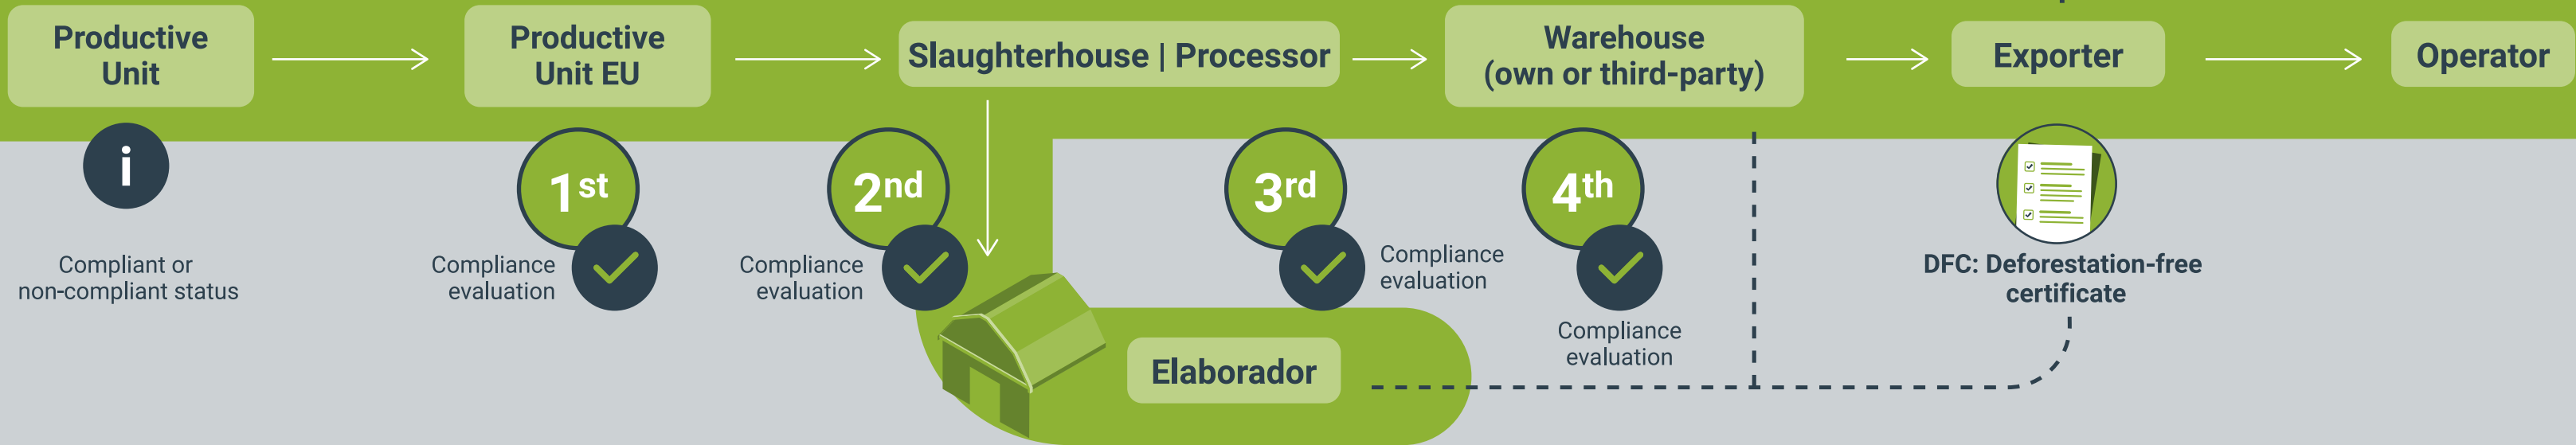 Productive
Unit
Productive
Unit EU
Slaughterhouse | Processor
Warehouse
(own or third-party)
Exporter
Operator
i
Compliant or
non-compliant status
1st
Compliance
evaluation
2nd
Compliance
evaluation
3rd
Compliance
evaluation
4th
Compliance
evaluation
DFC: Deforestation-free
certificate
Elaborador